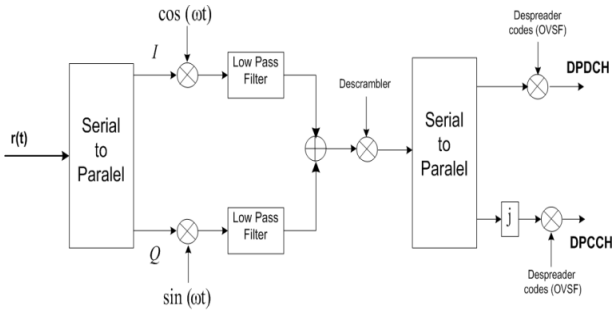 cos (ωt)
I
Low Pass
Filter
r(t)
Serial
to
Paralel
Descrambler
Serial
to
Paralel
Despreader
codes (OVSF)
DPDCH
Q
sin (ωt)
Low Pass
Filter
j
DPCCH
Despreader
codes (OVSF)